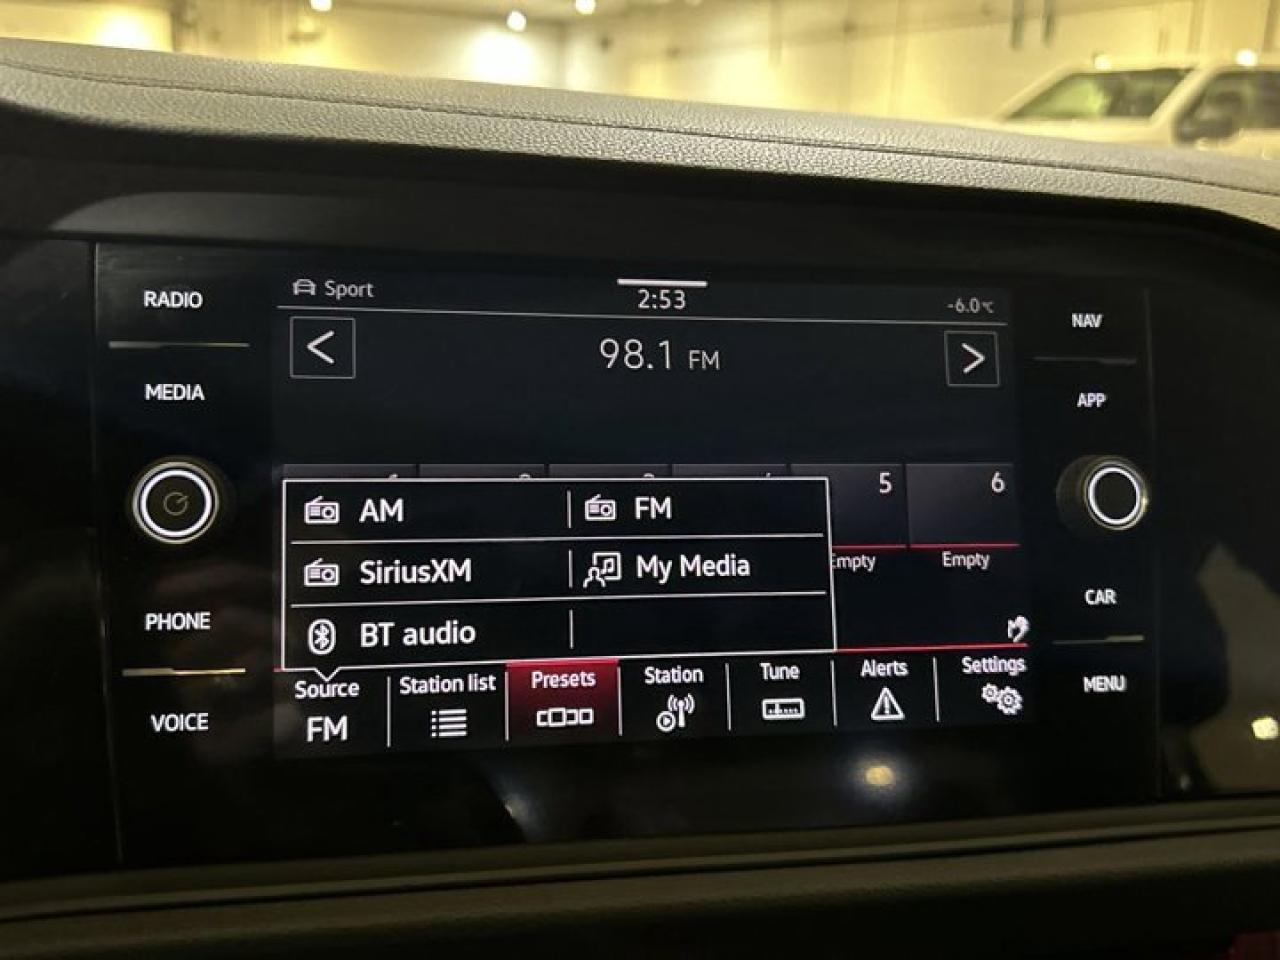 RADIO
MEDIA
PHONE
VOICE
Sport
2:53
-6.0°C
< 98.1 FM >
5 6
Empty Empty
AM FM
SiriusXM My Media
BT audio
Source Station list Presets Station Tune Alerts Settings
FM
NAV
APP
CAR
MENU